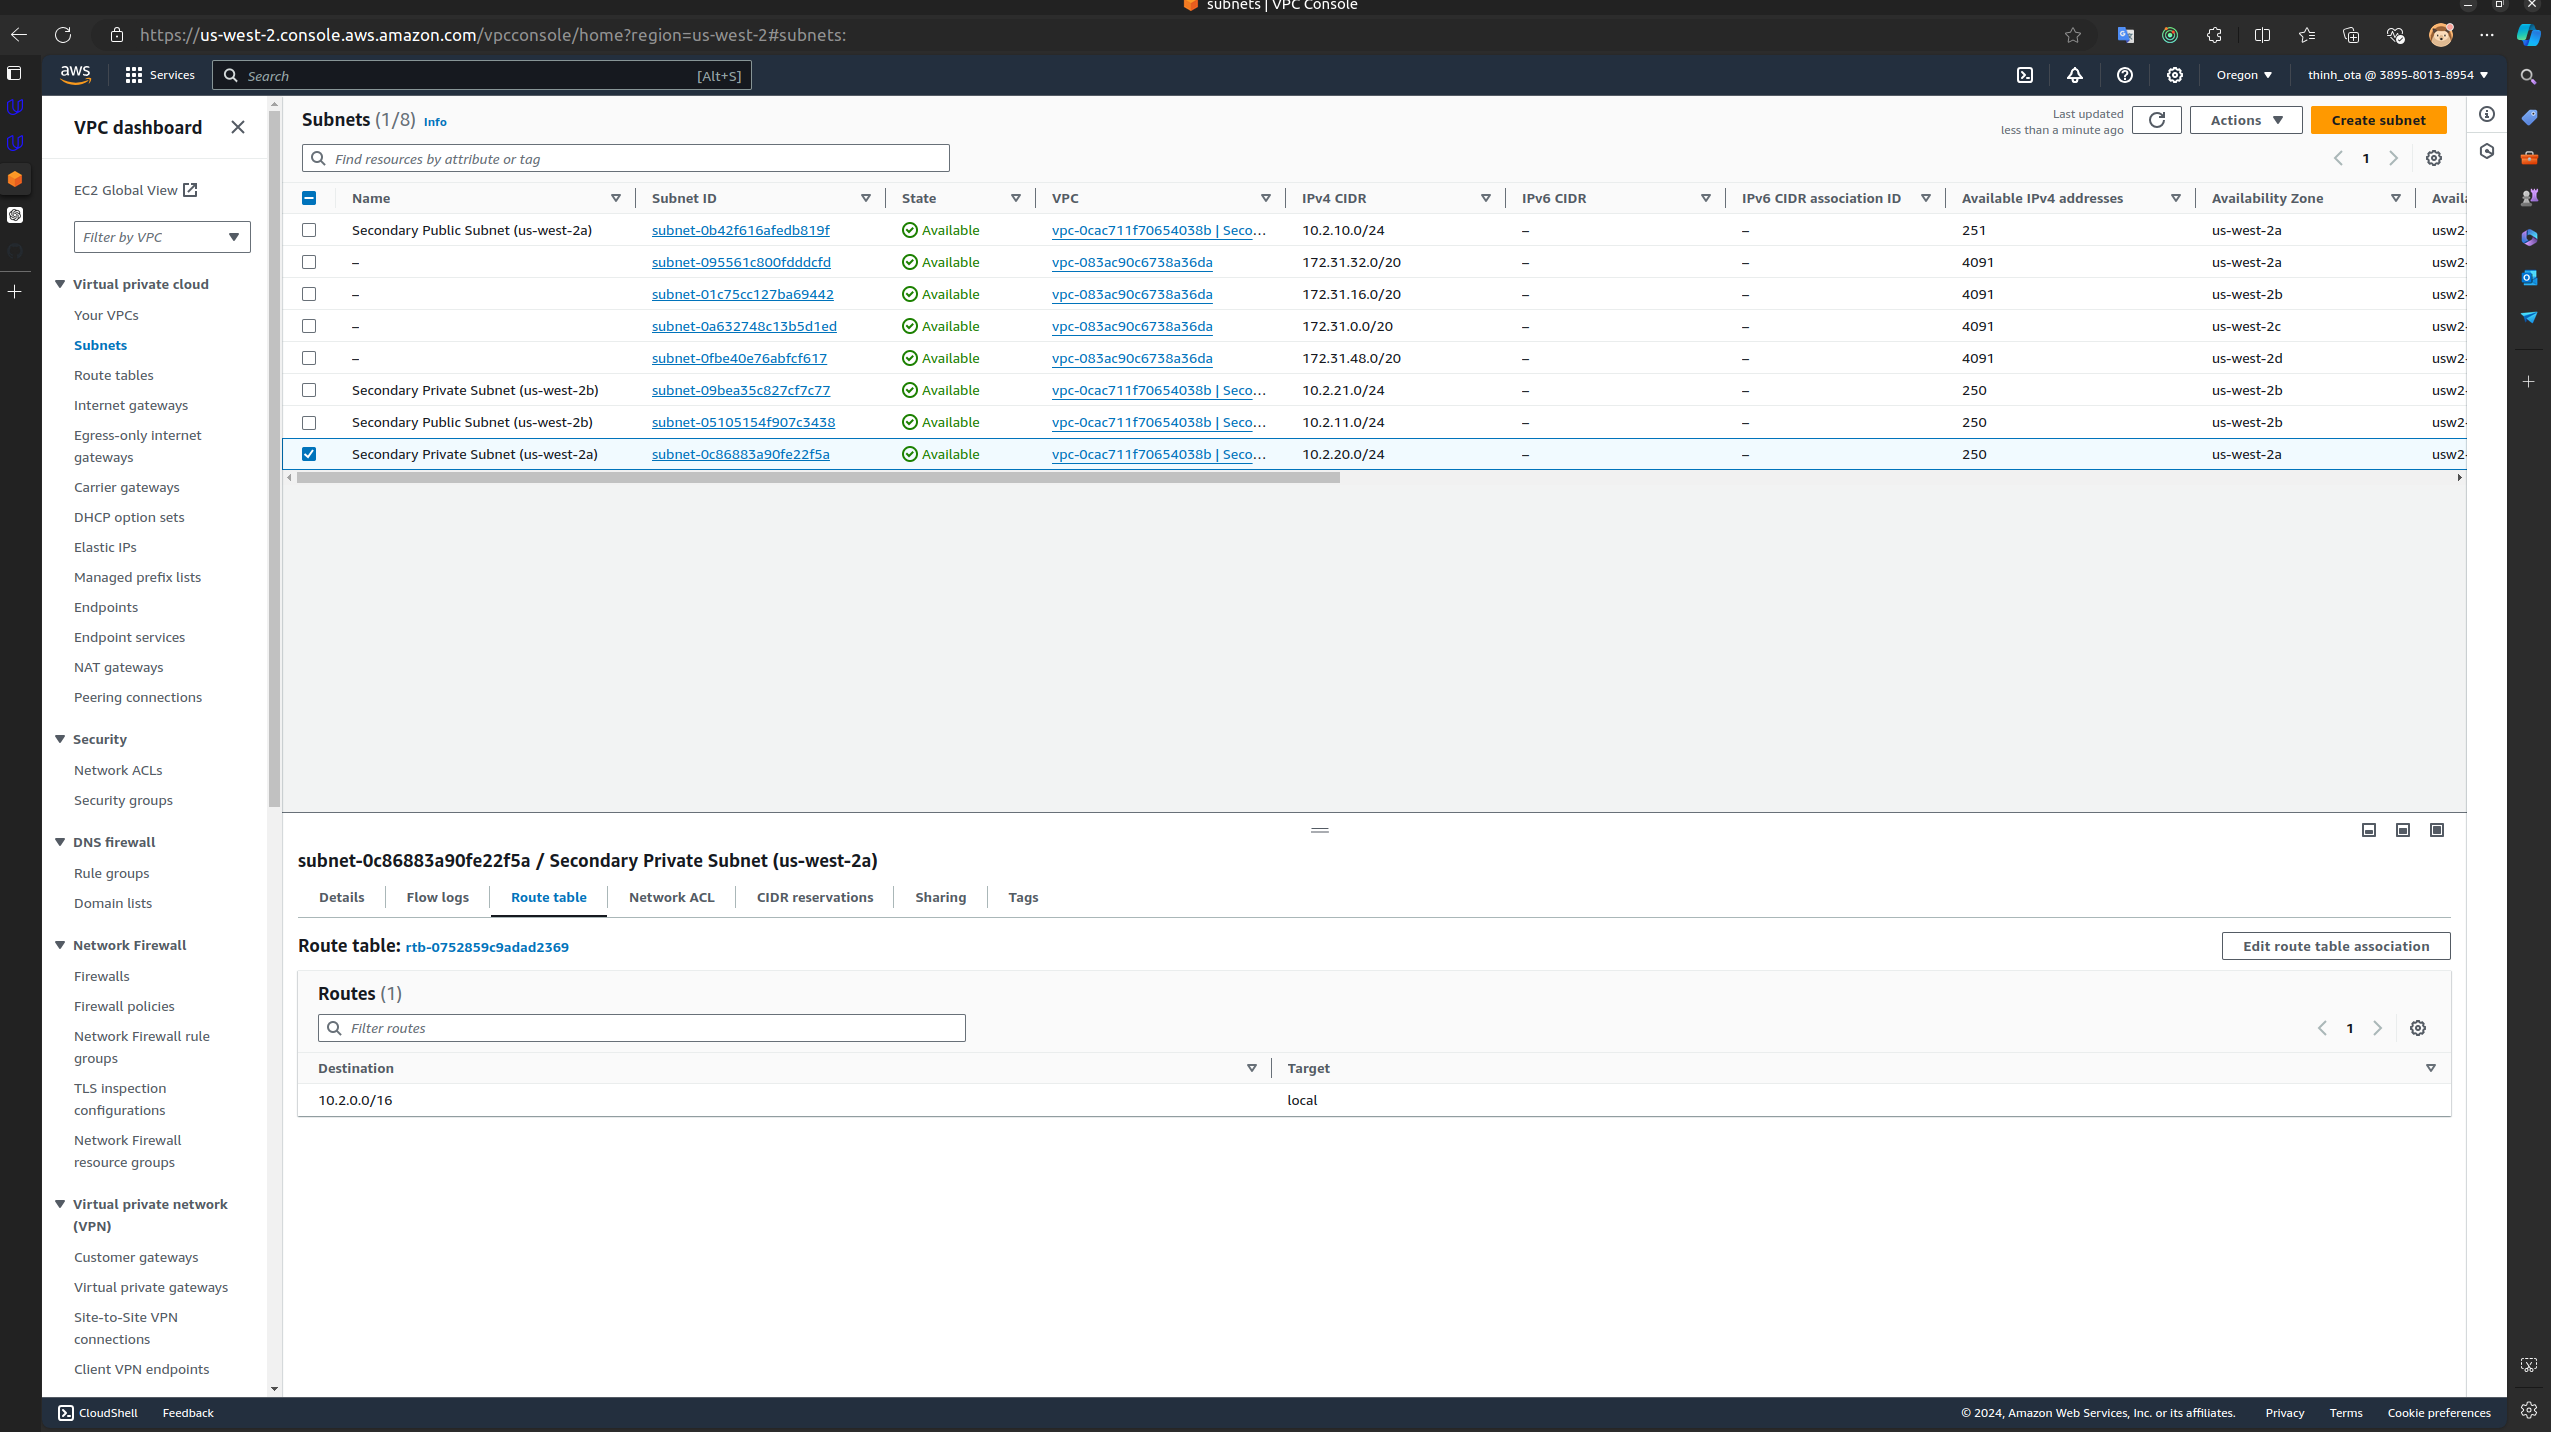 subnets | VPC Console
https://us-west-2.console.aws.amazon.com/vpcconsole/home?region=us-west-2#subnets:
aws
Services
Search
[Alt+S]
Oregon
thinh_ota @ 3895-8013-8954
VPC dashboard
EC2 Global View
Filter by VPC
Virtual private cloud
Your VPCs
Subnets
Route tables
Internet gateways
Egress-only internet
gateways
Carrier gateways
DHCP option sets
Elastic IPs
Managed prefix lists
Endpoints
Endpoint services
NAT gateways
Peering connections
Security
Network ACLs
Security groups
DNS firewall
Rule groups
Domain lists
Network Firewall
Firewalls
Firewall policies
Network Firewall rule
groups
TLS inspection
configurations
Network Firewall
resource groups
Virtual private network
(VPN)
Customer gateways
Virtual private gateways
Site-to-Site VPN
connections
Client VPN endpoints
Subnets (1/8) Info
Last updated
less than a minute ago
Actions
Create subnet
Find resources by attribute or tag
1
Name Subnet ID State VPC IPv4 CIDR IPv6 CIDR IPv6 CIDR association ID Available IPv4 addresses Availability Zone Availa
Secondary Public Subnet (us-west-2a) subnet-0b42f616afedb819f Available vpc-0cac711f70654038b | Seco… 10.2.10.0/24 – – 251 us-west-2a usw2-
– subnet-095561c800fdddcfd Available vpc-083ac90c6738a36da 172.31.32.0/20 – – 4091 us-west-2a usw2-
– subnet-01c75cc127ba69442 Available vpc-083ac90c6738a36da 172.31.16.0/20 – – 4091 us-west-2b usw2-
– subnet-0a632748c13b5d1ed Available vpc-083ac90c6738a36da 172.31.0.0/20 – – 4091 us-west-2c usw2-
– subnet-0fbe40e76abfcf617 Available vpc-083ac90c6738a36da 172.31.48.0/20 – – 4091 us-west-2d usw2-
Secondary Private Subnet (us-west-2b) subnet-09bea35c827cf7c77 Available vpc-0cac711f70654038b | Seco… 10.2.21.0/24 – – 250 us-west-2b usw2-
Secondary Public Subnet (us-west-2b) subnet-05105154f907c3438 Available vpc-0cac711f70654038b | Seco… 10.2.11.0/24 – – 250 us-west-2b usw2-
Secondary Private Subnet (us-west-2a) subnet-0c86883a90fe22f5a Available vpc-0cac711f70654038b | Seco… 10.2.20.0/24 – – 250 us-west-2a usw2-
subnet-0c86883a90fe22f5a / Secondary Private Subnet (us-west-2a)
Details Flow logs Route table Network ACL CIDR reservations Sharing Tags
Route table: rtb-0752859c9adad2369
Edit route table association
Routes (1)
Filter routes
1
Destination Target
10.2.0.0/16 local
CloudShell Feedback
© 2024, Amazon Web Services, Inc. or its affiliates. Privacy Terms Cookie preferences